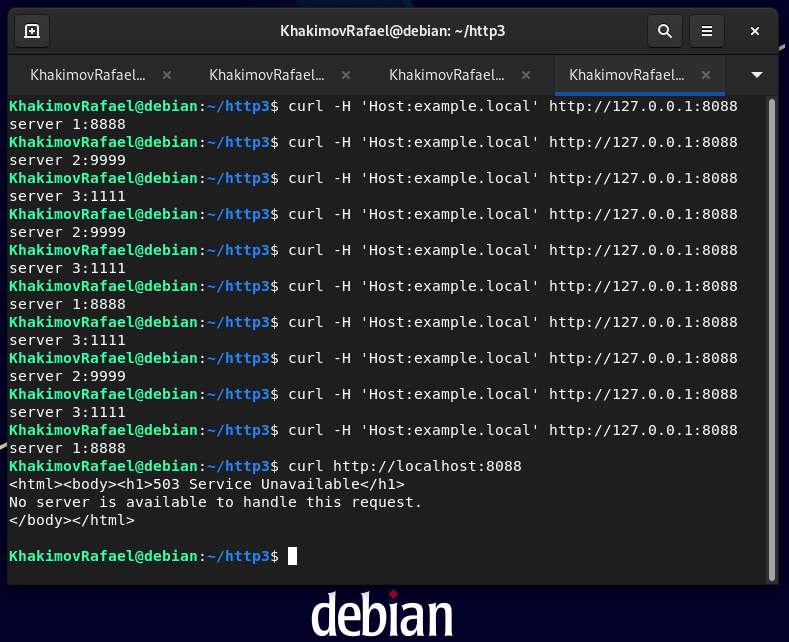 KhakimovRafael@debian: ~/http3
KhakimovRafael... KhakimovRafael... KhakimovRafael... KhakimovRafael...
KhakimovRafael@debian:~/http3$ curl -H 'Host:example.local' http://127.0.0.1:8088
server 1:8888
KhakimovRafael@debian:~/http3$ curl -H 'Host:example.local' http://127.0.0.1:8088
server 2:9999
KhakimovRafael@debian:~/http3$ curl -H 'Host:example.local' http://127.0.0.1:8088
server 3:1111
KhakimovRafael@debian:~/http3$ curl -H 'Host:example.local' http://127.0.0.1:8088
server 2:9999
KhakimovRafael@debian:~/http3$ curl -H 'Host:example.local' http://127.0.0.1:8088
server 3:1111
KhakimovRafael@debian:~/http3$ curl -H 'Host:example.local' http://127.0.0.1:8088
server 1:8888
KhakimovRafael@debian:~/http3$ curl -H 'Host:example.local' http://127.0.0.1:8088
server 3:1111
KhakimovRafael@debian:~/http3$ curl -H 'Host:example.local' http://127.0.0.1:8088
server 2:9999
KhakimovRafael@debian:~/http3$ curl -H 'Host:example.local' http://127.0.0.1:8088
server 3:1111
KhakimovRafael@debian:~/http3$ curl -H 'Host:example.local' http://127.0.0.1:8088
server 1:8888
KhakimovRafael@debian:~/http3$ curl http://localhost:8088
<html><body><h1>503 Service Unavailable</h1>
No server is available to handle this request.
</body></html>
KhakimovRafael@debian:~/http3$
debian